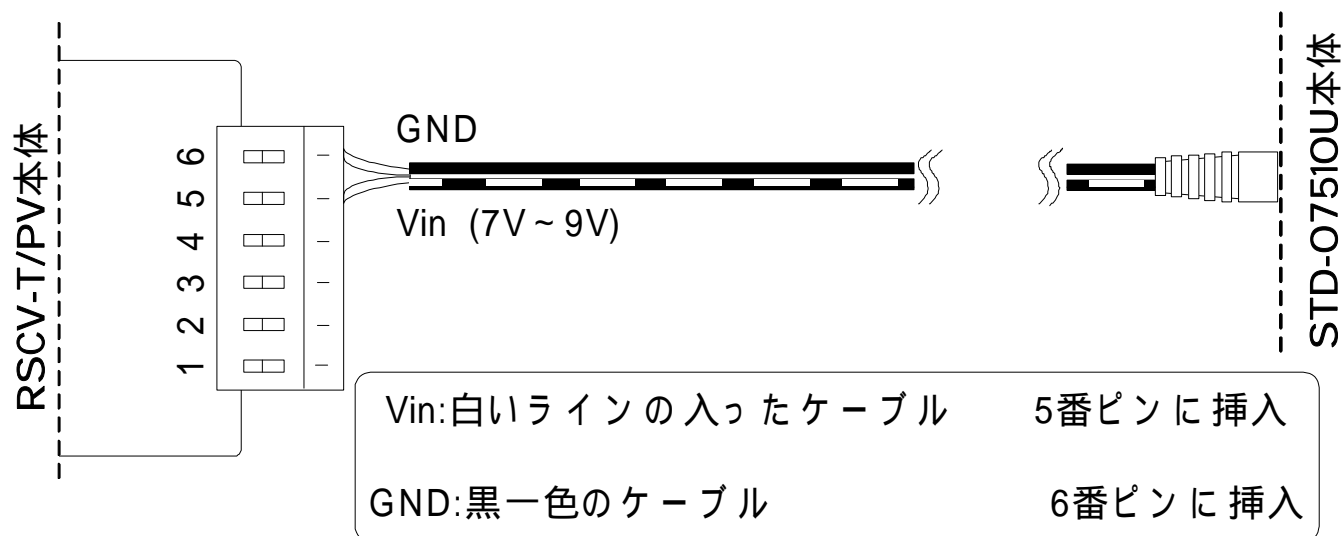 RSCV-T/PV本体
6
5
4
3
2
1
GND
Vin (7V~9V)
STD-07510U本体
Vin:白いラインの入ったケーブル 5番ピンに挿入
GND:黒一色のケーブル 6番ピンに挿入